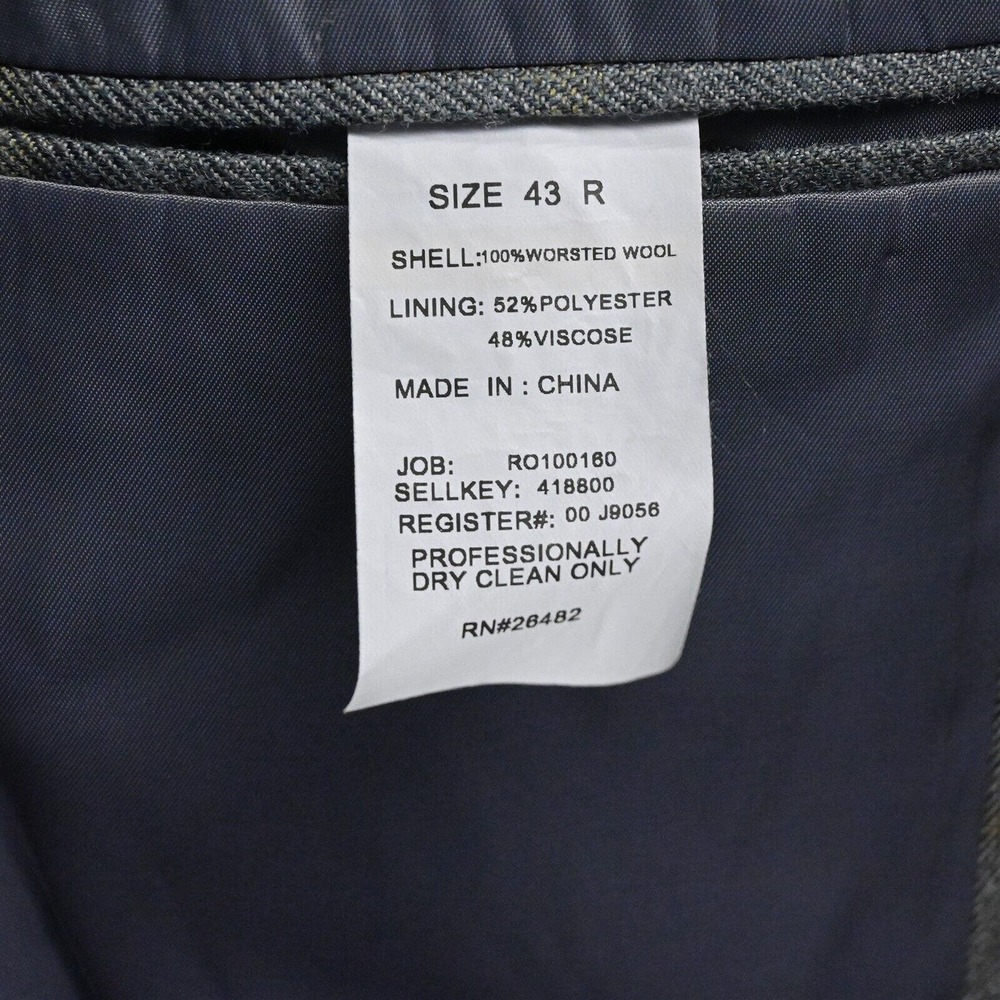 SIZE 43 R
SHELL:100%WORSTED WOOL
LINING: 52%POLYESTER
48%VISCOSE
MADE IN : CHINA
JOB: RO100160
SELLKEY: 418800
REGISTER#: 00 J9056
PROFESSIONALLY
DRY CLEAN ONLY
RN#26482